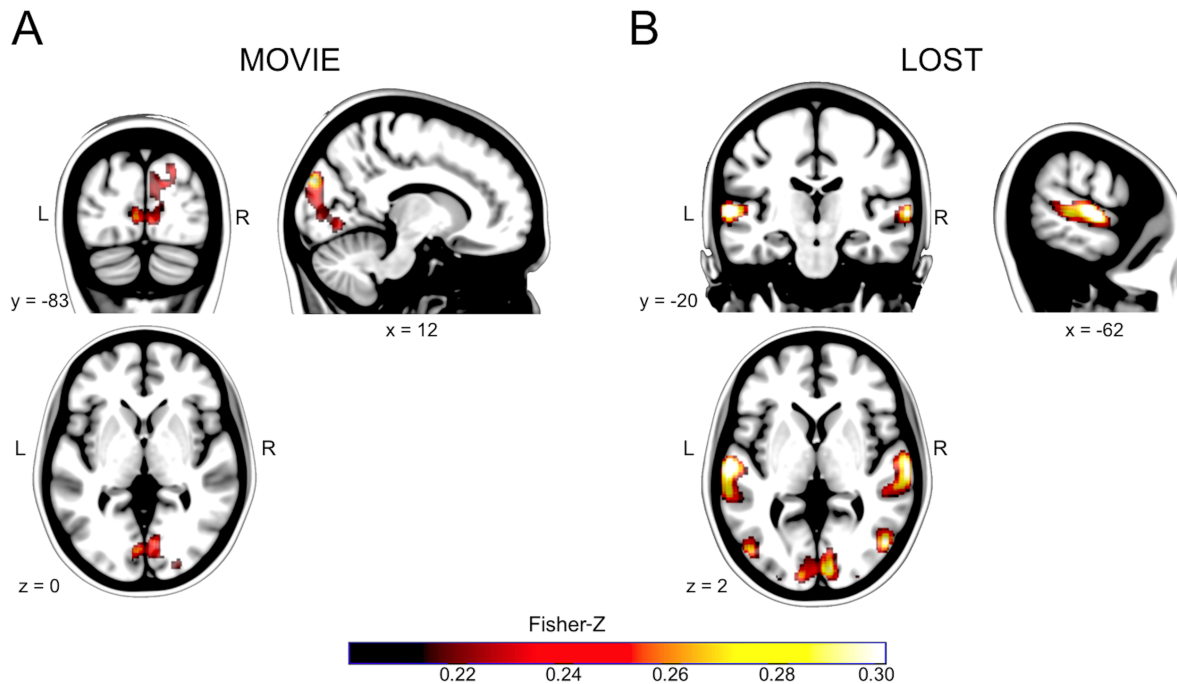 A
MOVIE
L
R
y = -83
x = 12
L
R
z = 0
B
LOST
L
R
y = -20
x = -62
L
R
z = 2
Fisher-Z
0.22 0.24 0.26 0.28 0.30